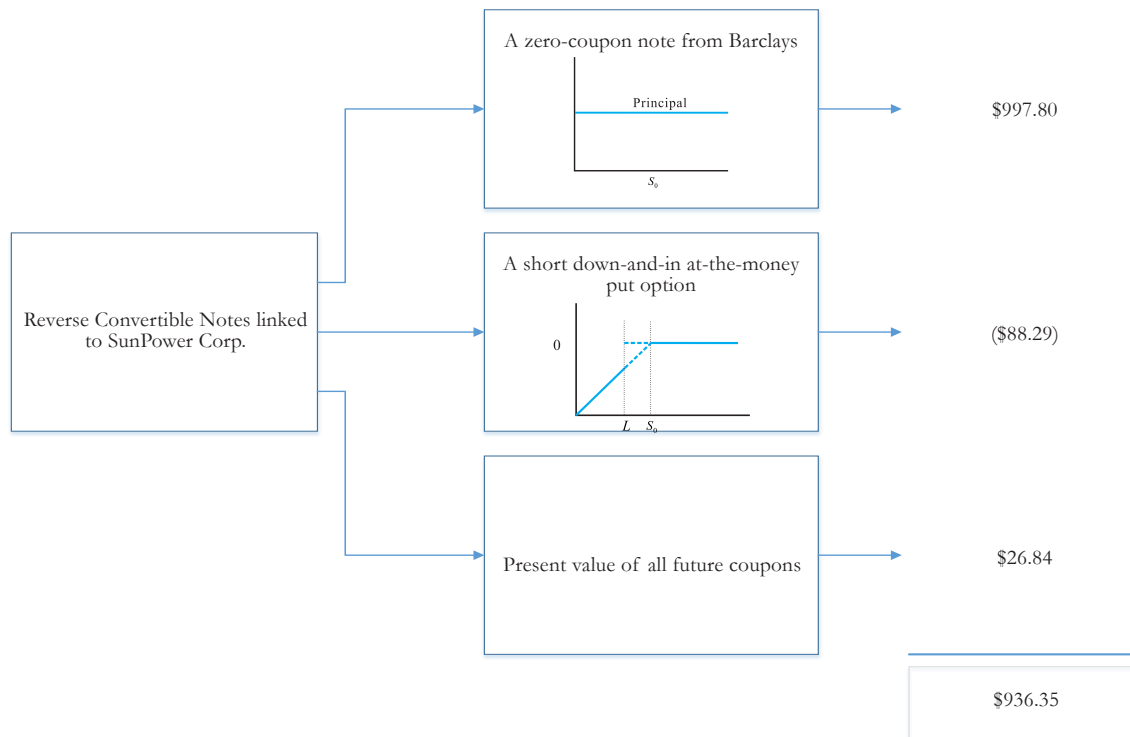 A zero-coupon note from Barclays
Principal
S₀
$997.80
Reverse Convertible Notes linked
to SunPower Corp.
A short down-and-in at-the-money
put option
0
L S₀
($88.29)
Present value of all future coupons
$26.84
$936.35